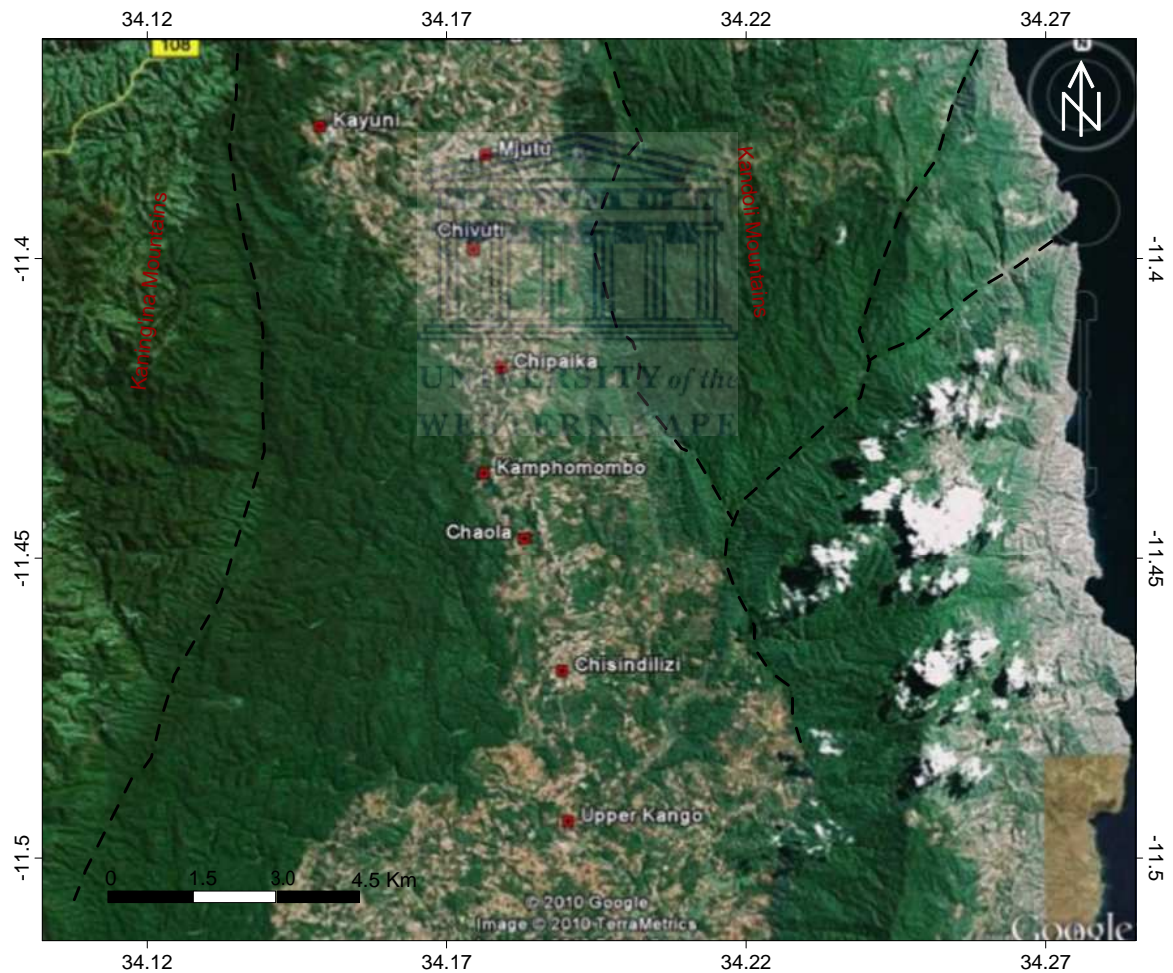 34.12 34.17 34.22 34.27
108
N
Kayuni
Mjutu
Kaning'ina Mountains
Kandoli Mountains
Chivuti
-11.4 -11.4
Chipaika
UNIVERSITY of the
WESTERN CAPE
Kamphomombo
Chaola
-11.45 -11.45
Chisindilizi
Upper Kango
-11.5 -11.5
0 1.5 3.0 4.5 Km
© 2010 Google
Image © 2010 TerraMetrics
Google
34.12 34.17 34.22 34.27